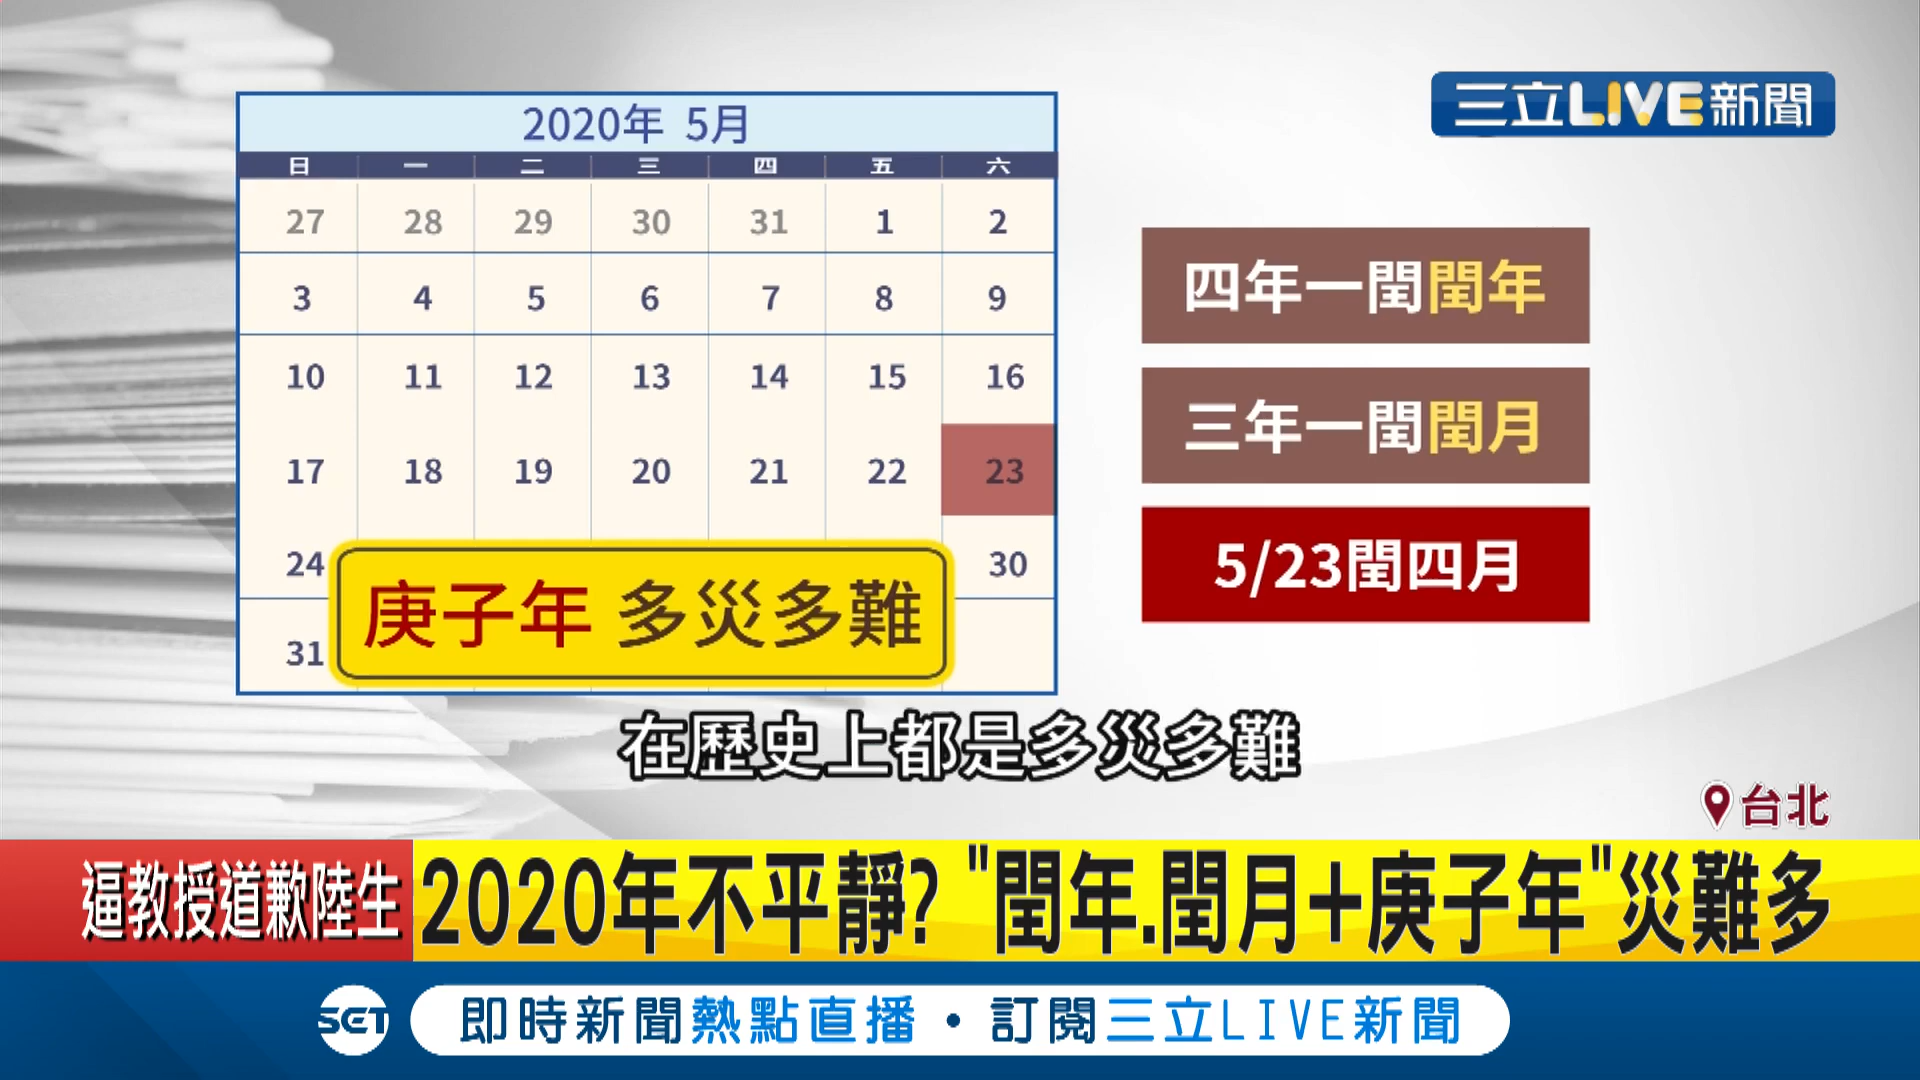 三立LIVE新聞
2020年 5月
日 一 二 三 四 五 六
27 28 29 30 31 1 2
3 4 5 6 7 8 9
10 11 12 13 14 15 16
17 18 19 20 21 22 23
24 30
31
庚子年 多災多難
四年一閏閏年
三年一閏閏月
5/23閏四月
在歷史上都是多災多難
台北
逼教授道歉陸生
2020年不平靜? "閏年.閏月+庚子年"災難多
SET
即時新聞熱點直播・訂閱三立LIVE新聞